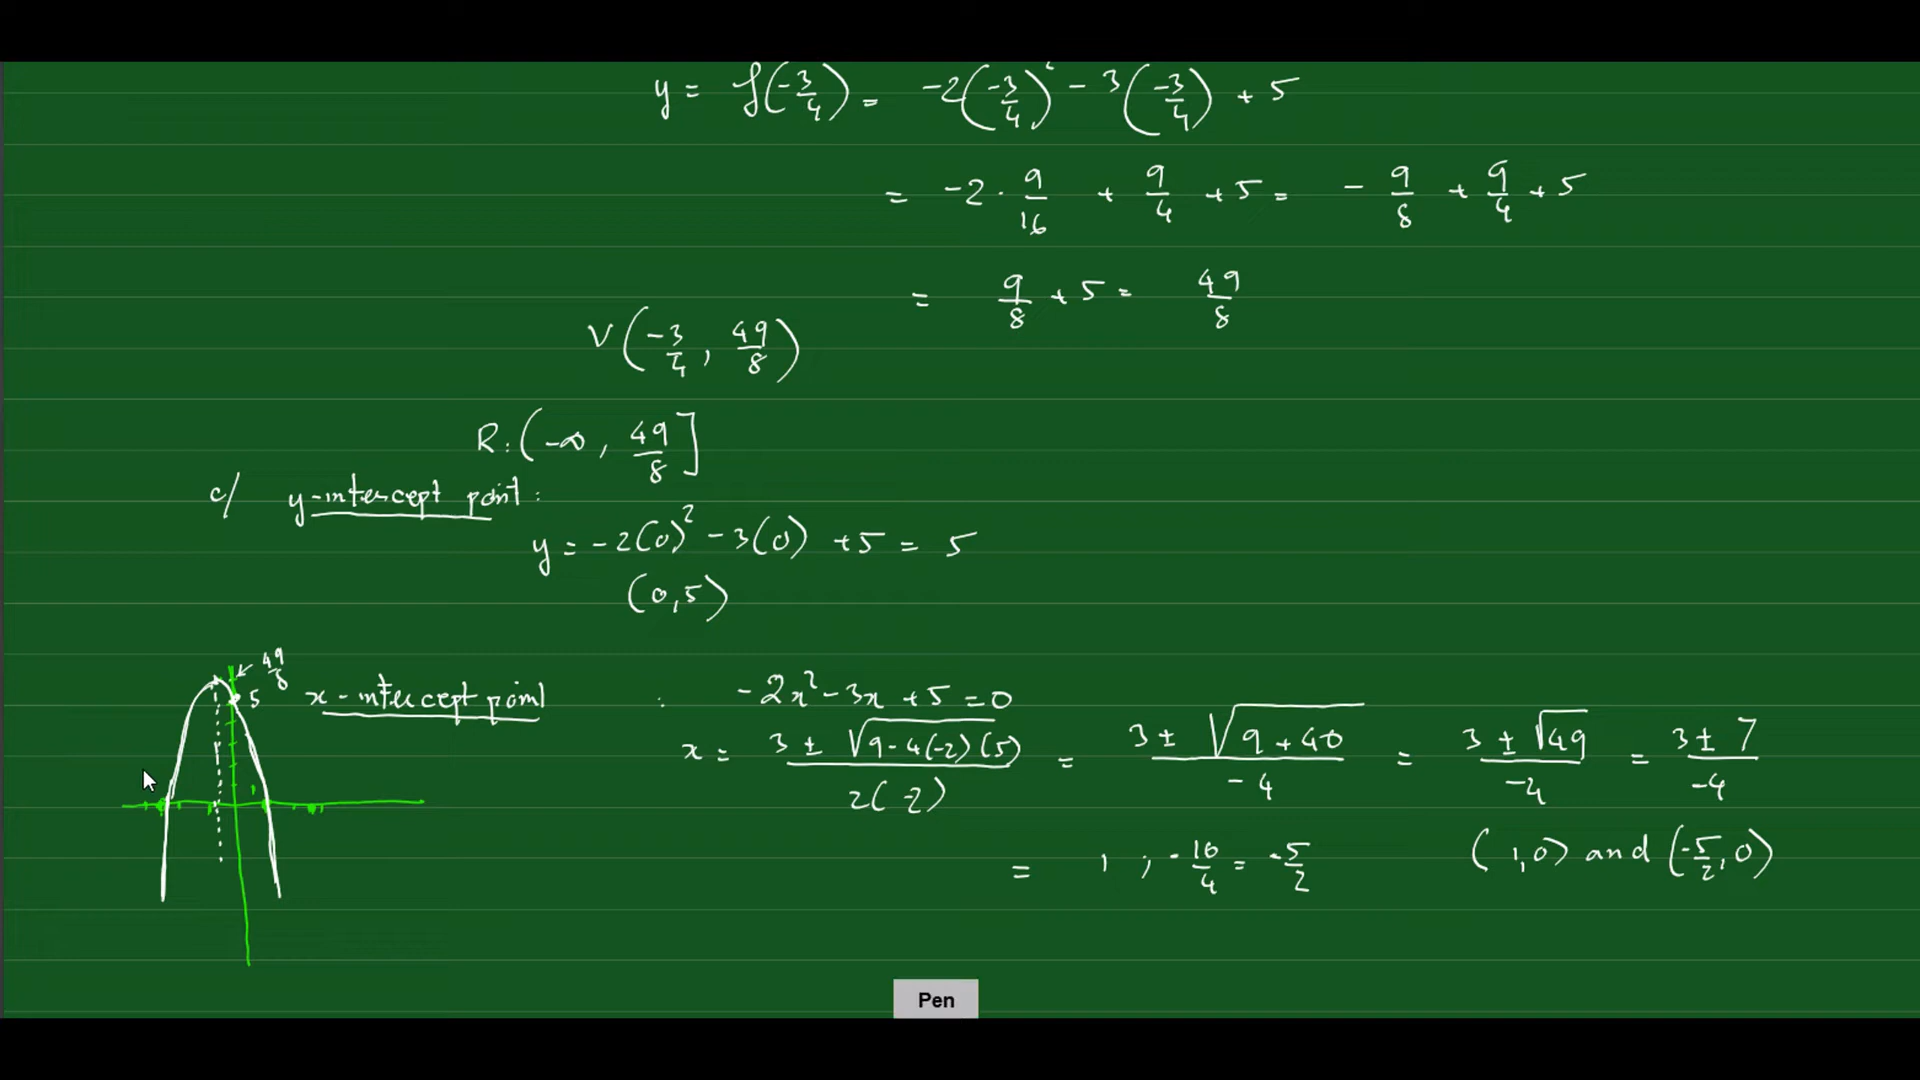 y = f(-3/4) = -2(-3/4)² - 3(-3/4) + 5
= -2 · 9/16 + 9/4 + 5 = - 9/8 + 9/4 + 5
= 9/8 + 5 = 49/8
V(-3/4, 49/8)
R: (-∞, 49/8]
c/ y-intercept point:
y = -2(0)² - 3(0) + 5 = 5
(0,5)
49/8
5
x-intercept point : -2x² - 3x + 5 = 0
x = 3 ± √9-4(-2)(5) / 2(-2) = 3 ± √9+40 / -4 = 3 ± √49 / -4 = 3 ± 7 / -4
= 1 ; -10/4 = -5/2 (1,0) and (-5/2, 0)
Pen